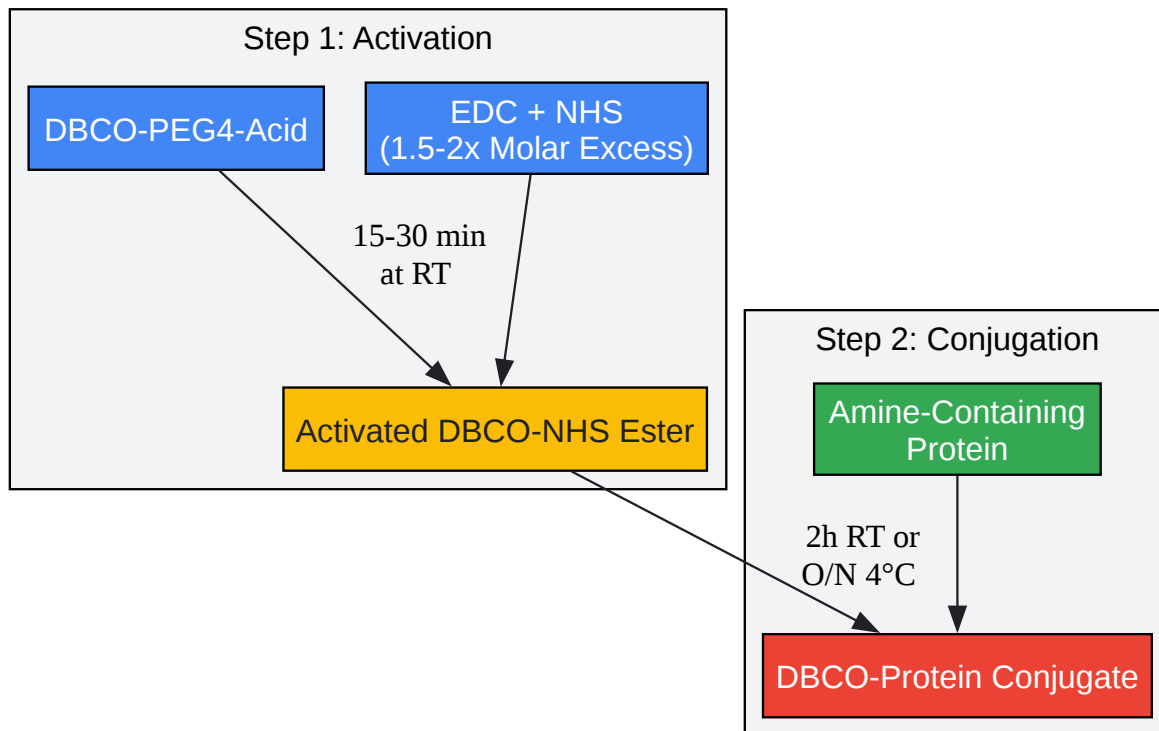 Step 1: Activation
DBCO-PEG4-Acid
EDC + NHS
(1.5-2x Molar Excess)
15-30 min
at RT
Activated DBCO-NHS Ester
Step 2: Conjugation
Amine-Containing
Protein
2h RT or
O/N 4°C
DBCO-Protein Conjugate